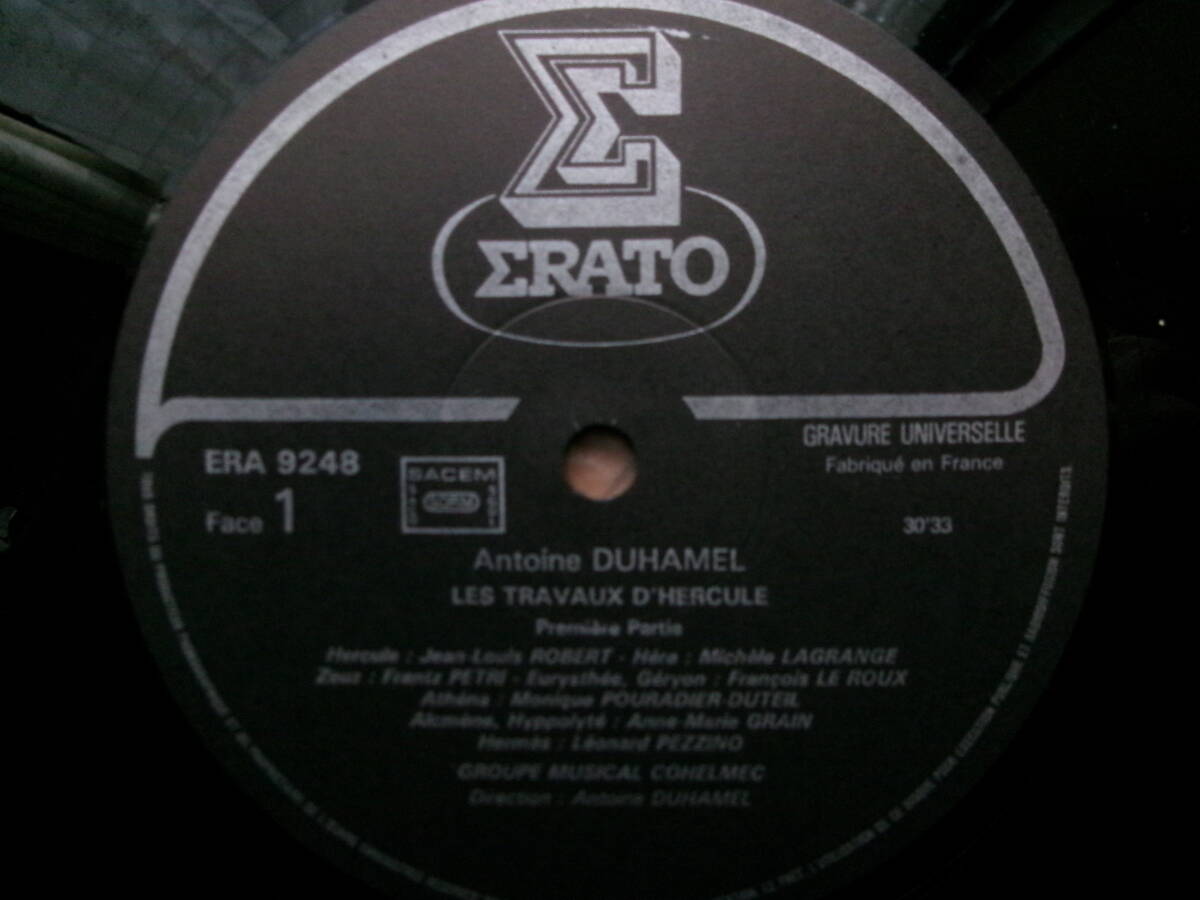 Σ
ΣRATO
GRAVURE UNIVERSELLE
Fabriqué en France
ERA 9248
SACEM
Face 1
30'33
Antoine DUHAMEL
LES TRAVAUX D'HERCULE
Première Partie
Hercule : Jean-Louis ROBERT - Héra : Michèle LAGRANGE
Zeus : Frantz PETRI - Eurysthée, Géryon : François LE ROUX
Athéna : Monique POURADIER-DUTEIL
Alcmène, Hyppolyté : Anne-Marie GRAIN
Hermès : Léonard PEZZINO
GROUPE MUSICAL COHELMEC
Direction : Antoine DUHAMEL